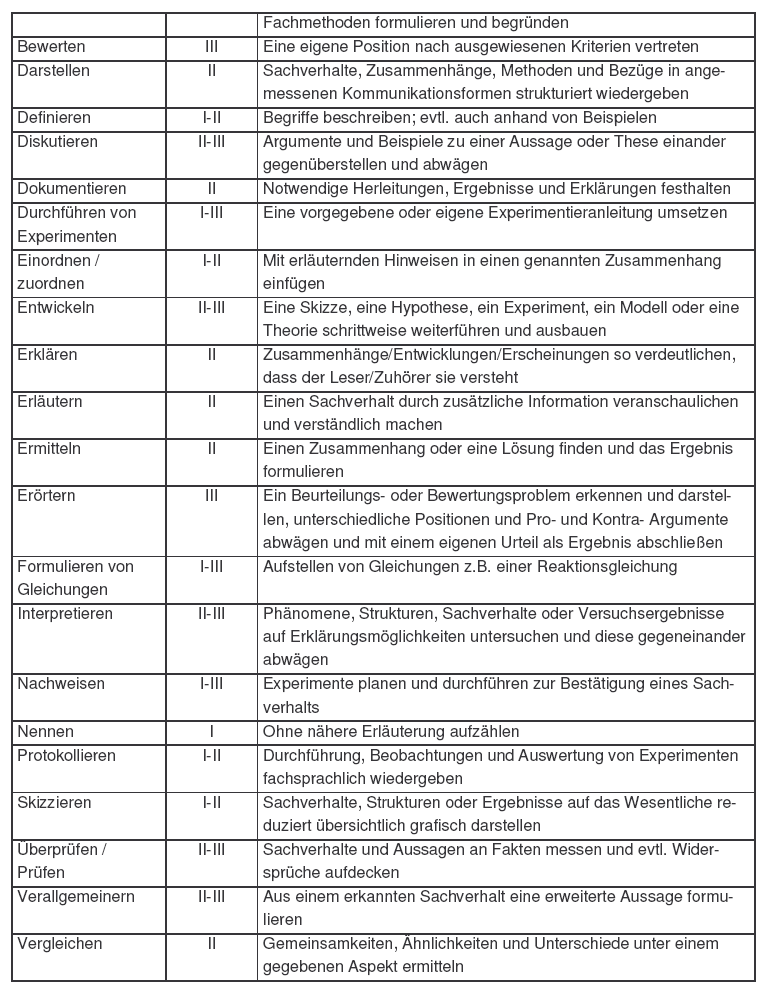 Fachmethoden formulieren und begründen
Bewerten III Eine eigene Position nach ausgewiesenen Kriterien vertreten
Darstellen II Sachverhalte, Zusammenhänge, Methoden und Bezüge in ange-
messenen Kommunikationsformen strukturiert wiedergeben
Definieren I-II Begriffe beschreiben; evtl. auch anhand von Beispielen
Diskutieren II-III Argumente und Beispiele zu einer Aussage oder These einander
gegenüberstellen und abwägen
Dokumentieren II Notwendige Herleitungen, Ergebnisse und Erklärungen festhalten
Durchführen von I-III Eine vorgegebene oder eigene Experimentieranleitung umsetzen
Experimenten
Einordnen / I-II Mit erläuternden Hinweisen in einen genannten Zusammenhang
zuordnen einfügen
Entwickeln II-III Eine Skizze, eine Hypothese, ein Experiment, ein Modell oder eine
Theorie schrittweise weiterführen und ausbauen
Erklären II Zusammenhänge/Entwicklungen/Erscheinungen so verdeutlichen,
dass der Leser/Zuhörer sie versteht
Erläutern II Einen Sachverhalt durch zusätzliche Information veranschaulichen
und verständlich machen
Ermitteln II Einen Zusammenhang oder eine Lösung finden und das Ergebnis
formulieren
Erörtern III Ein Beurteilungs- oder Bewertungsproblem erkennen und darstel-
len, unterschiedliche Positionen und Pro- und Kontra- Argumente
abwägen und mit einem eigenen Urteil als Ergebnis abschließen
Formulieren von I-III Aufstellen von Gleichungen z.B. einer Reaktionsgleichung
Gleichungen
Interpretieren II-III Phänomene, Strukturen, Sachverhalte oder Versuchsergebnisse
auf Erklärungsmöglichkeiten untersuchen und diese gegeneinander
abwägen
Nachweisen I-III Experimente planen und durchführen zur Bestätigung eines Sach-
verhalts
Nennen I Ohne nähere Erläuterung aufzählen
Protokollieren I-II Durchführung, Beobachtungen und Auswertung von Experimenten
fachsprachlich wiedergeben
Skizzieren I-II Sachverhalte, Strukturen oder Ergebnisse auf das Wesentliche re-
duziert übersichtlich grafisch darstellen
Überprüfen / II-III Sachverhalte und Aussagen an Fakten messen und evtl. Wider-
Prüfen sprüche aufdecken
Verallgemeinern II-III Aus einem erkannten Sachverhalt eine erweiterte Aussage formu-
lieren
Vergleichen II Gemeinsamkeiten, Ähnlichkeiten und Unterschiede unter einem
gegebenen Aspekt ermitteln